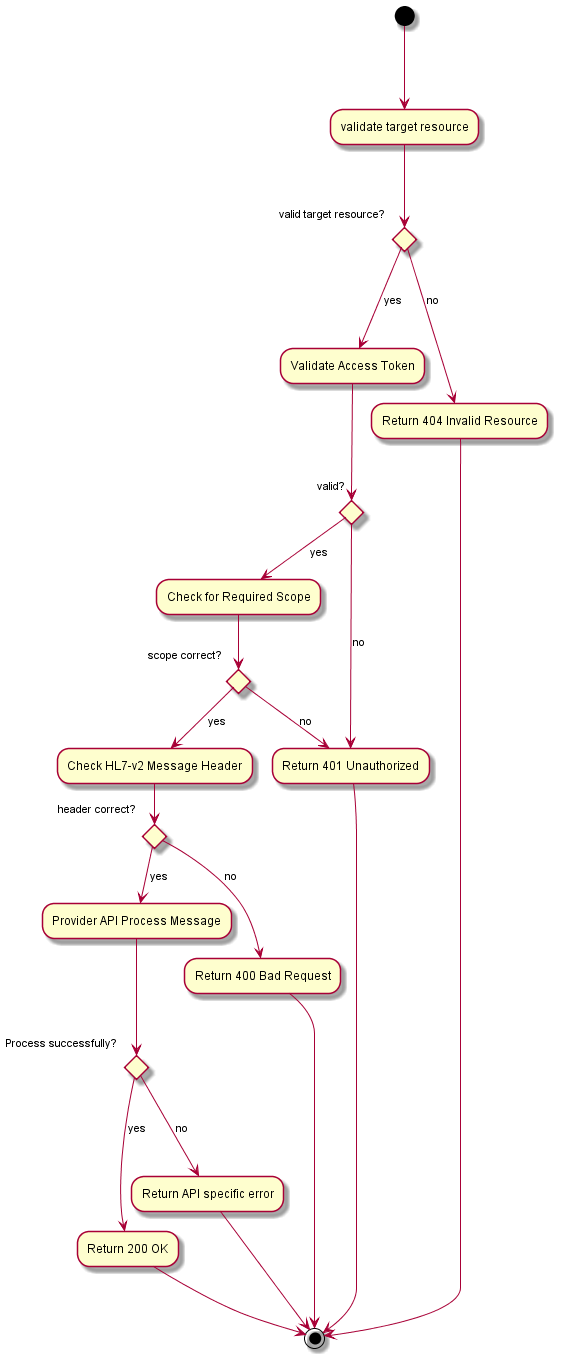 validate target resource
valid target resource?
yes
no
Validate Access Token
Return 404 Invalid Resource
valid?
yes
Check for Required Scope
no
scope correct?
yes
no
Check HL7-v2 Message Header
Return 401 Unauthorized
header correct?
yes
no
Provider API Process Message
Return 400 Bad Request
Process successfully?
yes
no
Return API specific error
Return 200 OK